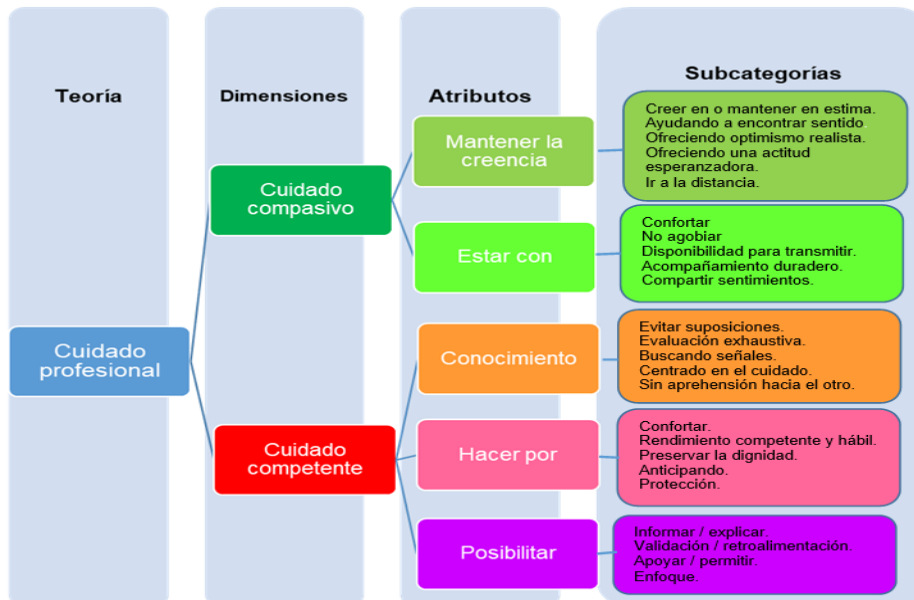 Teoría
Dimensiones
Atributos
Subcategorías
Cuidado
profesional
Cuidado
compasivo
Mantener la
creencia
Creer en o mantener en estima.
Ayudando a encontrar sentido
Ofreciendo optimismo realista.
Ofreciendo una actitud
esperanzadora.
Ir a la distancia.
Estar con
Confortar
No agobiar
Disponibilidad para transmitir.
Acompañamiento duradero.
Compartir sentimientos.
Cuidado
competente
Conocimiento
Evitar suposiciones.
Evaluación exhaustiva.
Buscando señales.
Centrado en el cuidado.
Sin aprehensión hacia el otro.
Hacer por
Confortar.
Rendimiento competente y hábil.
Preservar la dignidad.
Anticipando.
Protección.
Posibilitar
Informar / explicar.
Validación / retroalimentación.
Apoyar / permitir.
Enfoque.